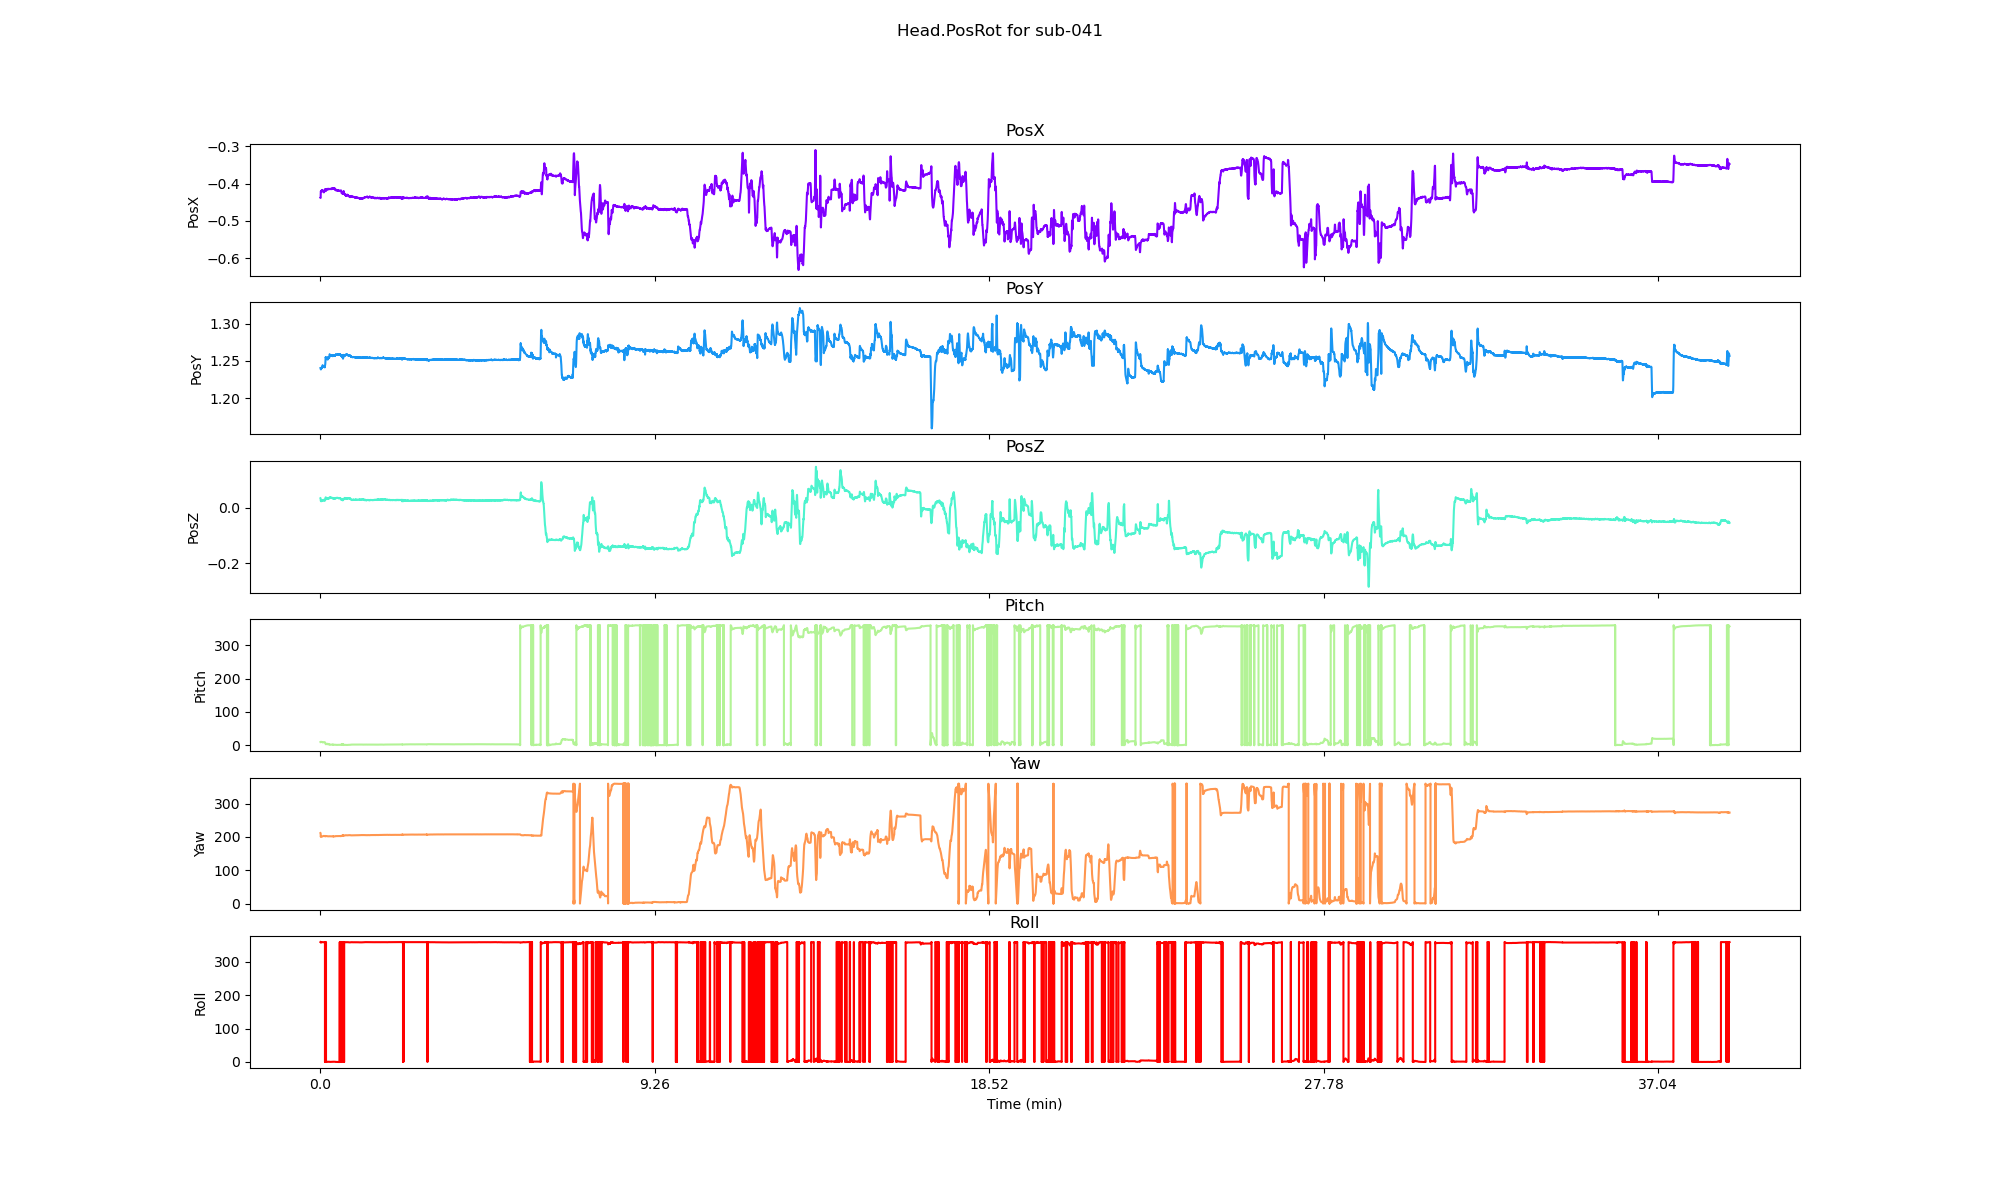 Head.PosRot for sub-041
PosX
PosX
−0.3
−0.4
−0.5
−0.6
PosY
PosY
1.30
1.25
1.20
PosZ
PosZ
0.0
−0.2
Pitch
Pitch
300
200
100
0
Yaw
Yaw
300
200
100
0
Roll
Roll
300
200
100
0
0.0 9.26 18.52 27.78 37.04
Time (min)